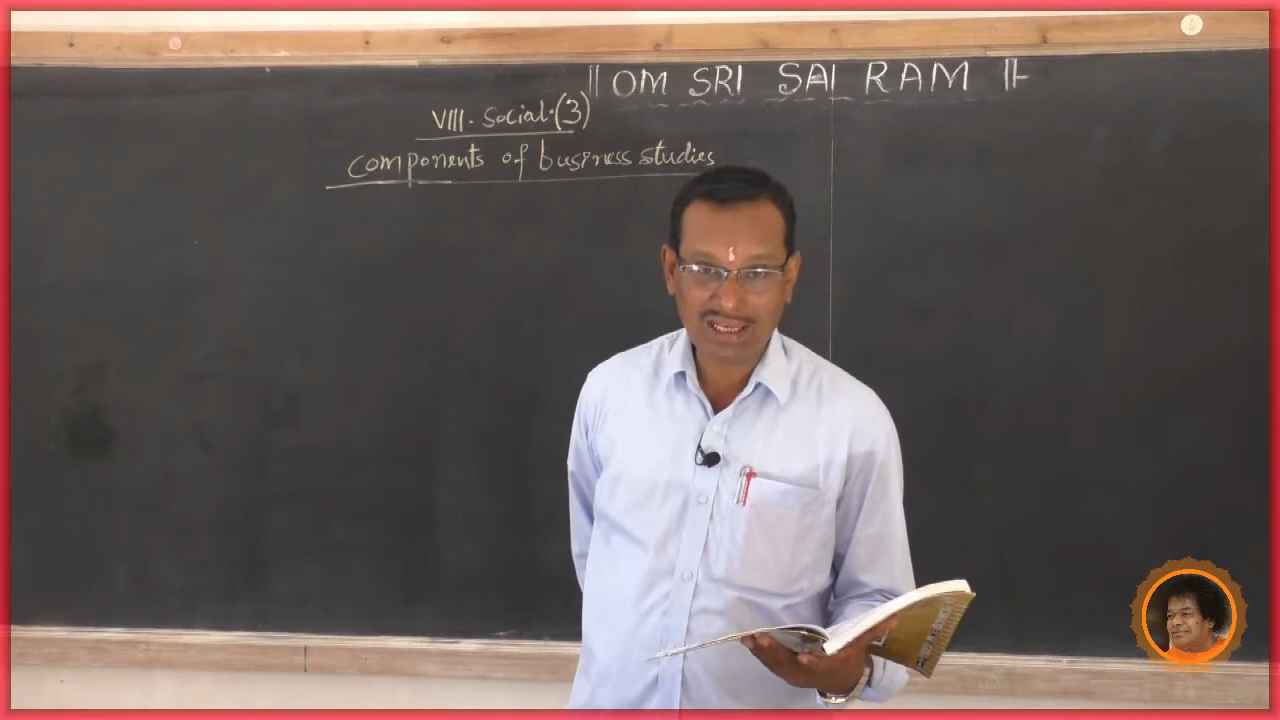 || OM SRI SAI RAM ||
VIII. Social.(3)
components of business studies